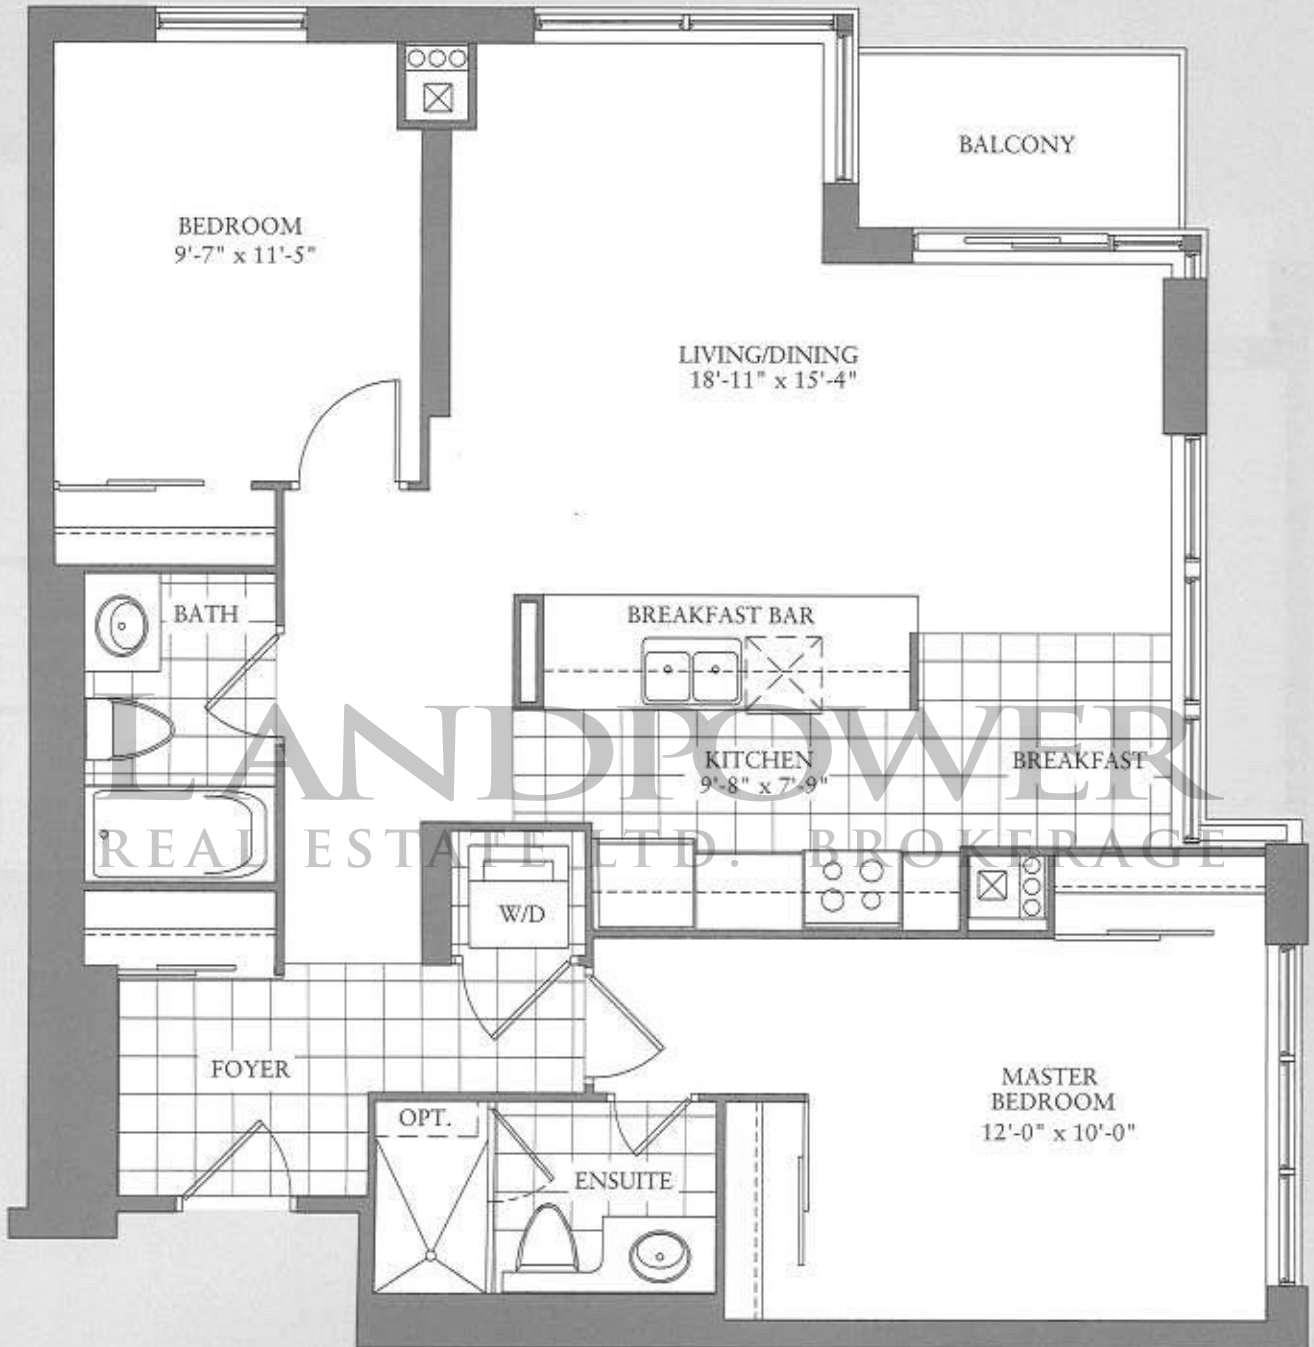 BALCONY
BEDROOM
9'-7" x 11'-5"
LIVING/DINING
18'-11" x 15'-4"
BATH
BREAKFAST BAR
KITCHEN
9'-8" x 7'-9"
BREAKFAST
LANDPOWER
REAL ESTATE LTD. BROKERAGE
W/D
FOYER
MASTER
BEDROOM
12'-0" x 10'-0"
OPT.
ENSUITE